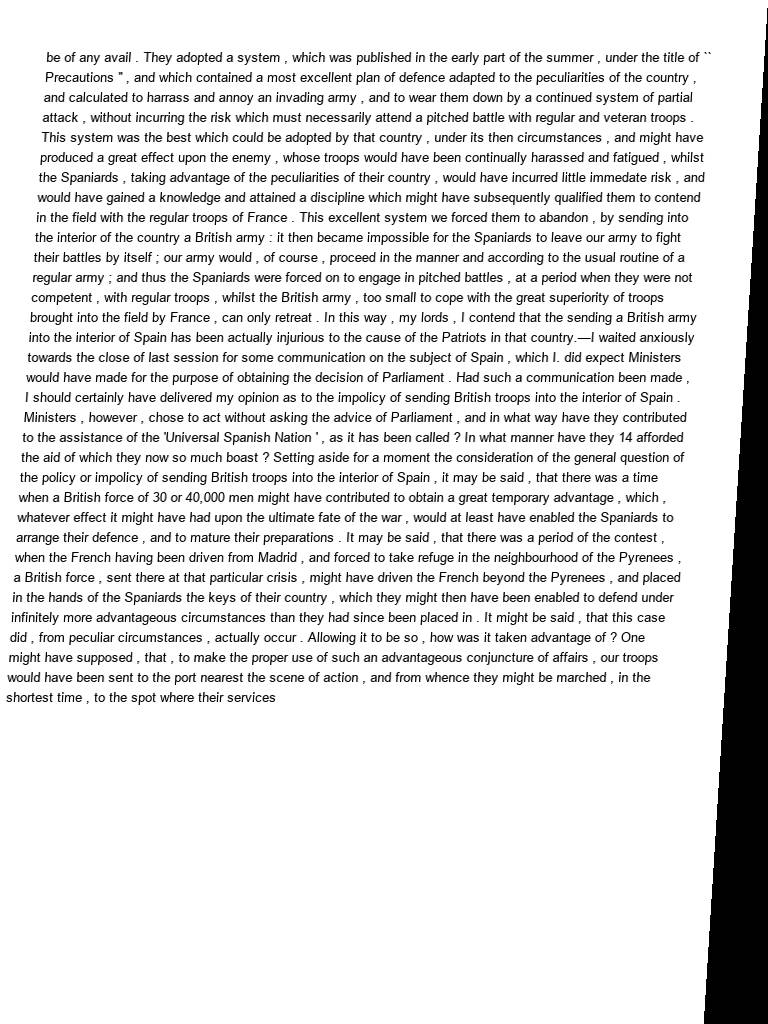 be of any avail . They adopted a system , which was published in the early part of the summer , under the title of ``
Precautions " , and which contained a most excellent plan of defence adapted to the peculiarities of the country ,
and calculated to harrass and annoy an invading army , and to wear them down by a continued system of partial
attack , without incurring the risk which must necessarily attend a pitched battle with regular and veteran troops .
This system was the best which could be adopted by that country , under its then circumstances , and might have
produced a great effect upon the enemy , whose troops would have been continually harassed and fatigued , whilst
the Spaniards , taking advantage of the peculiarities of their country , would have incurred little immedate risk , and
would have gained a knowledge and attained a discipline which might have subsequently qualified them to contend
in the field with the regular troops of France . This excellent system we forced them to abandon , by sending into
the interior of the country a British army : it then became impossible for the Spaniards to leave our army to fight
their battles by itself ; our army would , of course , proceed in the manner and according to the usual routine of a
regular army ; and thus the Spaniards were forced on to engage in pitched battles , at a period when they were not
competent , with regular troops , whilst the British army , too small to cope with the great superiority of troops
brought into the field by France , can only retreat . In this way , my lords , I contend that the sending a British army
into the interior of Spain has been actually injurious to the cause of the Patriots in that country.—I waited anxiously
towards the close of last session for some communication on the subject of Spain , which I. did expect Ministers
would have made for the purpose of obtaining the decision of Parliament . Had such a communication been made ,
I should certainly have delivered my opinion as to the impolicy of sending British troops into the interior of Spain .
Ministers , however , chose to act without asking the advice of Parliament , and in what way have they contributed
to the assistance of the 'Universal Spanish Nation ' , as it has been called ? In what manner have they 14 afforded
the aid of which they now so much boast ? Setting aside for a moment the consideration of the general question of
the policy or impolicy of sending British troops into the interior of Spain , it may be said , that there was a time
when a British force of 30 or 40,000 men might have contributed to obtain a great temporary advantage , which ,
whatever effect it might have had upon the ultimate fate of the war , would at least have enabled the Spaniards to
arrange their defence , and to mature their preparations . It may be said , that there was a period of the contest ,
when the French having been driven from Madrid , and forced to take refuge in the neighbourhood of the Pyrenees ,
a British force , sent there at that particular crisis , might have driven the French beyond the Pyrenees , and placed
in the hands of the Spaniards the keys of their country , which they might then have been enabled to defend under
infinitely more advantageous circumstances than they had since been placed in . It might be said , that this case
did , from peculiar circumstances , actually occur . Allowing it to be so , how was it taken advantage of ? One
might have supposed , that , to make the proper use of such an advantageous conjuncture of affairs , our troops
would have been sent to the port nearest the scene of action , and from whence they might be marched , in the
shortest time , to the spot where their services